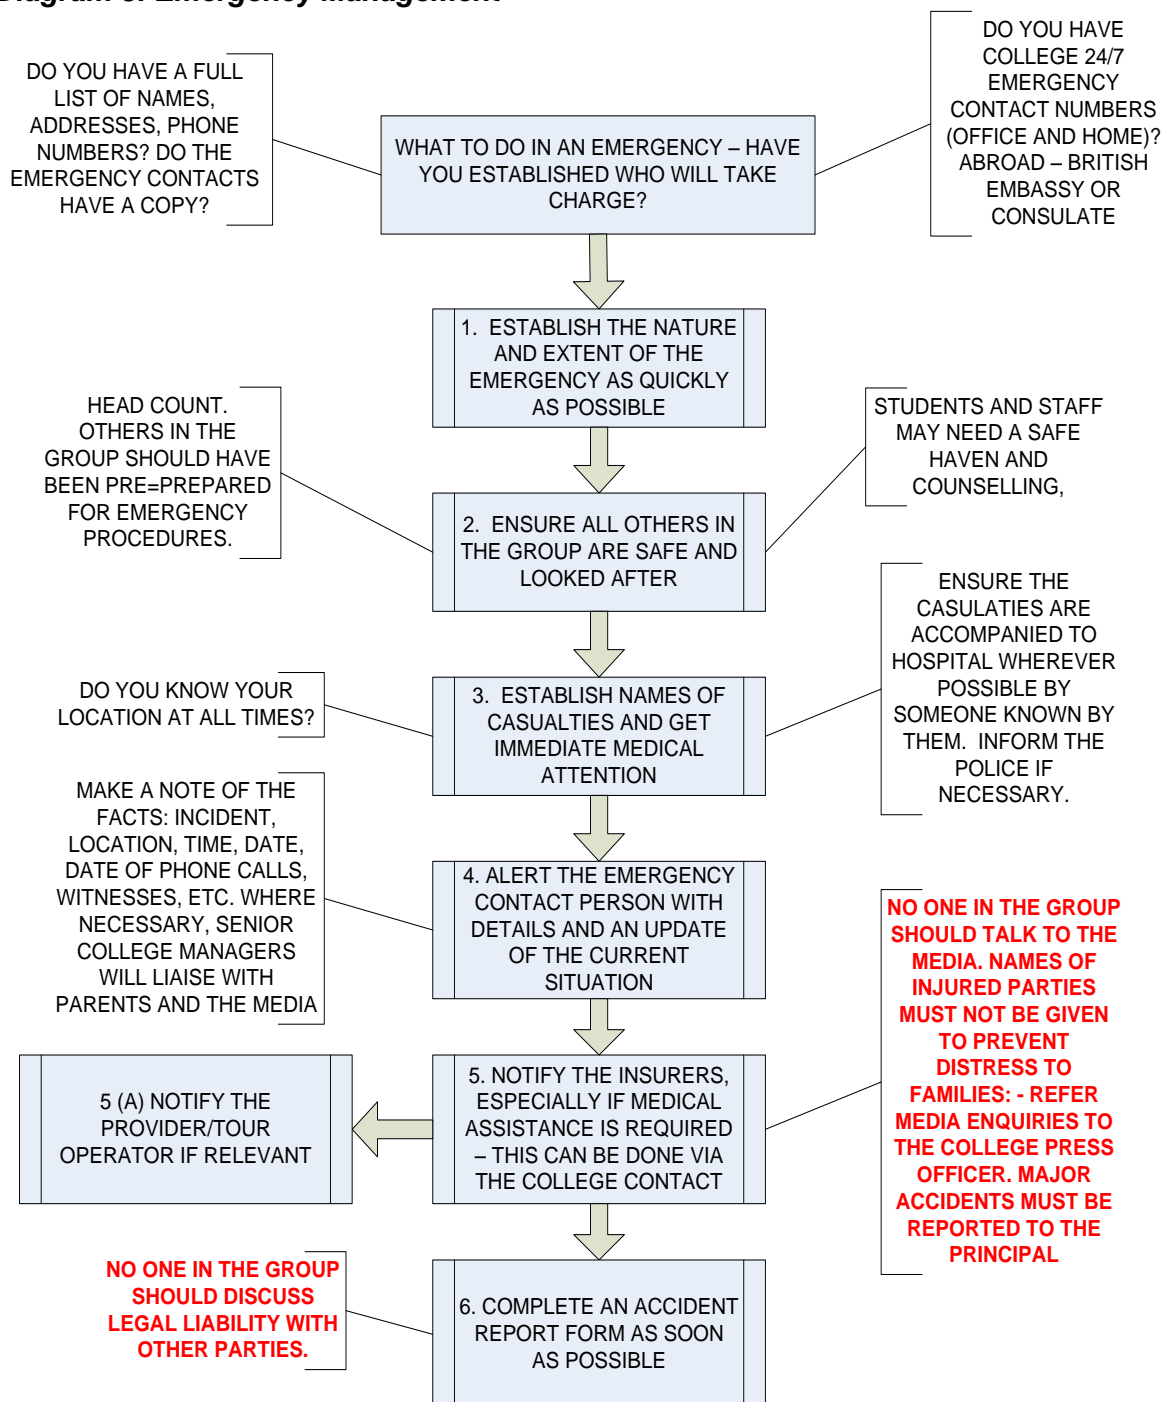 Diagram of Emergency Management
DO YOU HAVE A FULL
LIST OF NAMES,
ADDRESSES, PHONE
NUMBERS? DO THE
EMERGENCY CONTACTS
HAVE A COPY?
WHAT TO DO IN AN EMERGENCY – HAVE
YOU ESTABLISHED WHO WILL TAKE
CHARGE?
DO YOU HAVE
COLLEGE 24/7
EMERGENCY
CONTACT NUMBERS
(OFFICE AND HOME)?
ABROAD – BRITISH
EMBASSY OR
CONSULATE
1. ESTABLISH THE NATURE
AND EXTENT OF THE
EMERGENCY AS QUICKLY
AS POSSIBLE
HEAD COUNT.
OTHERS IN THE
GROUP SHOULD HAVE
BEEN PRE=PREPARED
FOR EMERGENCY
PROCEDURES.
STUDENTS AND STAFF
MAY NEED A SAFE
HAVEN AND
COUNSELLING,
2. ENSURE ALL OTHERS IN
THE GROUP ARE SAFE AND
LOOKED AFTER
ENSURE THE
CASULATIES ARE
ACCOMPANIED TO
HOSPITAL WHEREVER
POSSIBLE BY
SOMEONE KNOWN BY
THEM. INFORM THE
POLICE IF
NECESSARY.
DO YOU KNOW YOUR
LOCATION AT ALL TIMES?
3. ESTABLISH NAMES OF
CASUALTIES AND GET
IMMEDIATE MEDICAL
ATTENTION
MAKE A NOTE OF THE
FACTS: INCIDENT,
LOCATION, TIME, DATE,
DATE OF PHONE CALLS,
WITNESSES, ETC. WHERE
NECESSARY, SENIOR
COLLEGE MANAGERS
WILL LIAISE WITH
PARENTS AND THE MEDIA
4. ALERT THE EMERGENCY
CONTACT PERSON WITH
DETAILS AND AN UPDATE
OF THE CURRENT
SITUATION
NO ONE IN THE GROUP
SHOULD TALK TO THE
MEDIA. NAMES OF
INJURED PARTIES
MUST NOT BE GIVEN
TO PREVENT
DISTRESS TO
FAMILIES: - REFER
MEDIA ENQUIRIES TO
THE COLLEGE PRESS
OFFICER. MAJOR
ACCIDENTS MUST BE
REPORTED TO THE
PRINCIPAL
5 (A) NOTIFY THE
PROVIDER/TOUR
OPERATOR IF RELEVANT
5. NOTIFY THE INSURERS,
ESPECIALLY IF MEDICAL
ASSISTANCE IS REQUIRED
– THIS CAN BE DONE VIA
THE COLLEGE CONTACT
NO ONE IN THE GROUP
SHOULD DISCUSS
LEGAL LIABILITY WITH
OTHER PARTIES.
6. COMPLETE AN ACCIDENT
REPORT FORM AS SOON
AS POSSIBLE